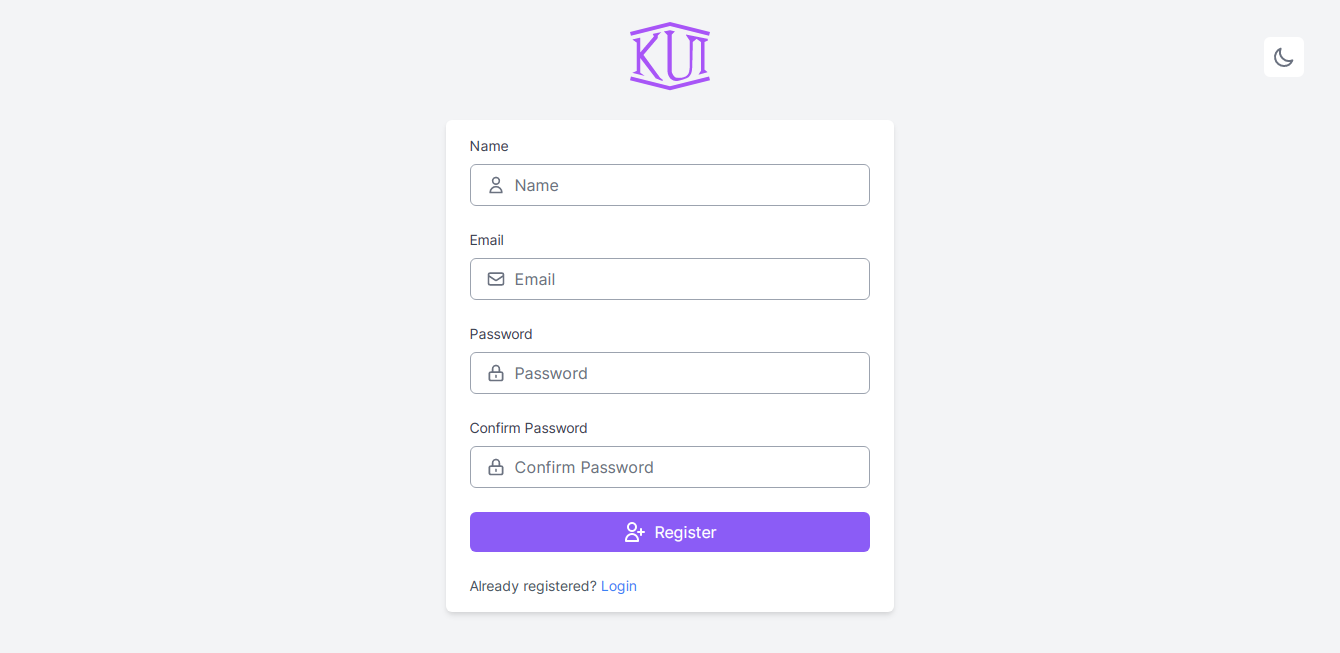 KUI
Name
Name
Email
Email
Password
Password
Confirm Password
Confirm Password
Register
Already registered? Login